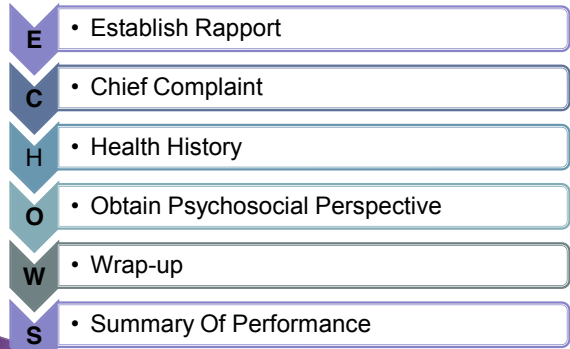 E • Establish Rapport
C • Chief Complaint
H • Health History
O • Obtain Psychosocial Perspective
W • Wrap-up
S • Summary Of Performance